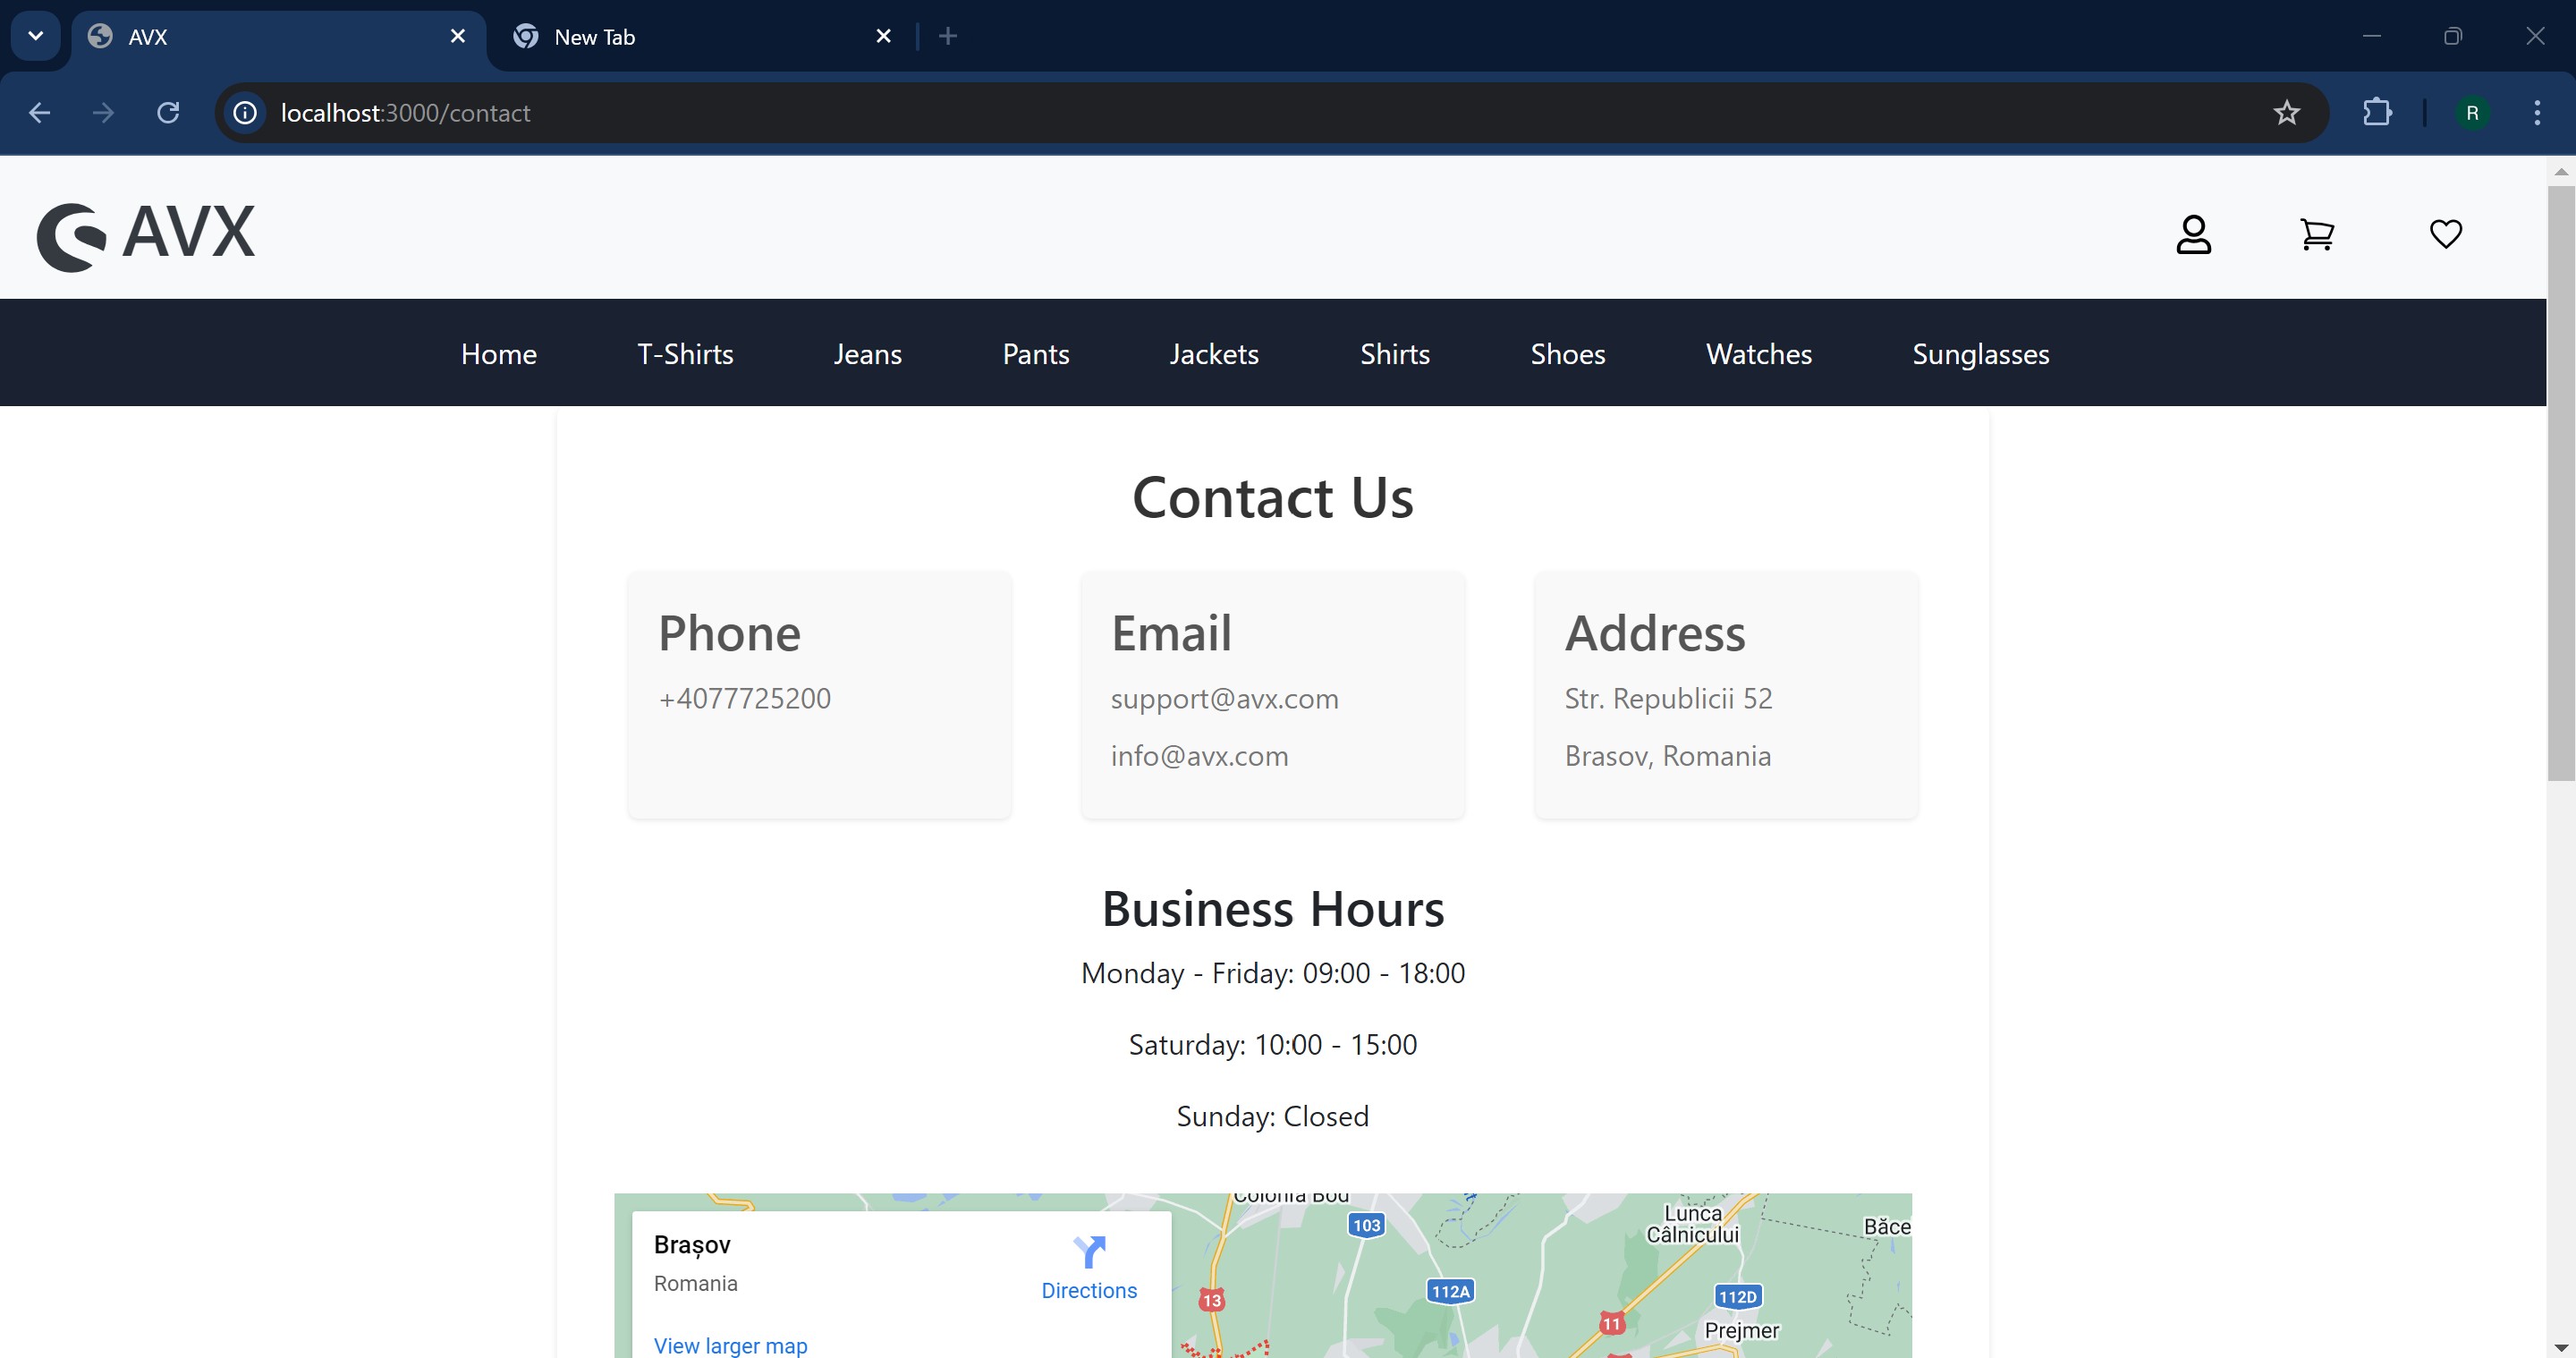 AVX
New Tab
localhost:3000/contact
R
AVX
Home T-Shirts Jeans Pants Jackets Shirts Shoes Watches Sunglasses
Contact Us
Phone
+4077725200
Email
support@avx.com
info@avx.com
Address
Str. Republicii 52
Brasov, Romania
Business Hours
Monday - Friday: 09:00 - 18:00
Saturday: 10:00 - 15:00
Sunday: Closed
Colonia Bod
103
Lunca
Câlnicului
Băce
Brașov
Romania
Directions
View larger map
13
112A
112D
11
Prejmer